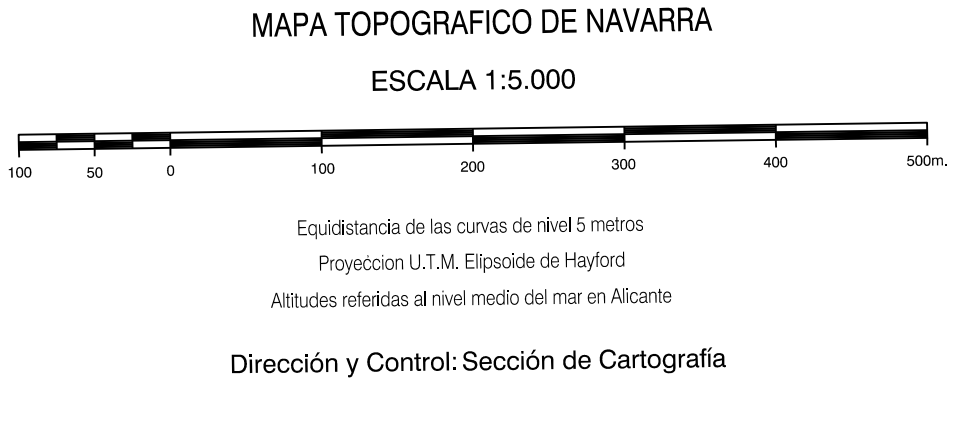 MAPA TOPOGRAFICO DE NAVARRA
ESCALA 1:5.000
100 50 0 100 200 300 400 500m.
Equidistancia de las curvas de nivel 5 metros
Proyeccion U.T.M. Elipsoide de Hayford
Altitudes referidas al nivel medio del mar en Alicante
Dirección y Control: Sección de Cartografía